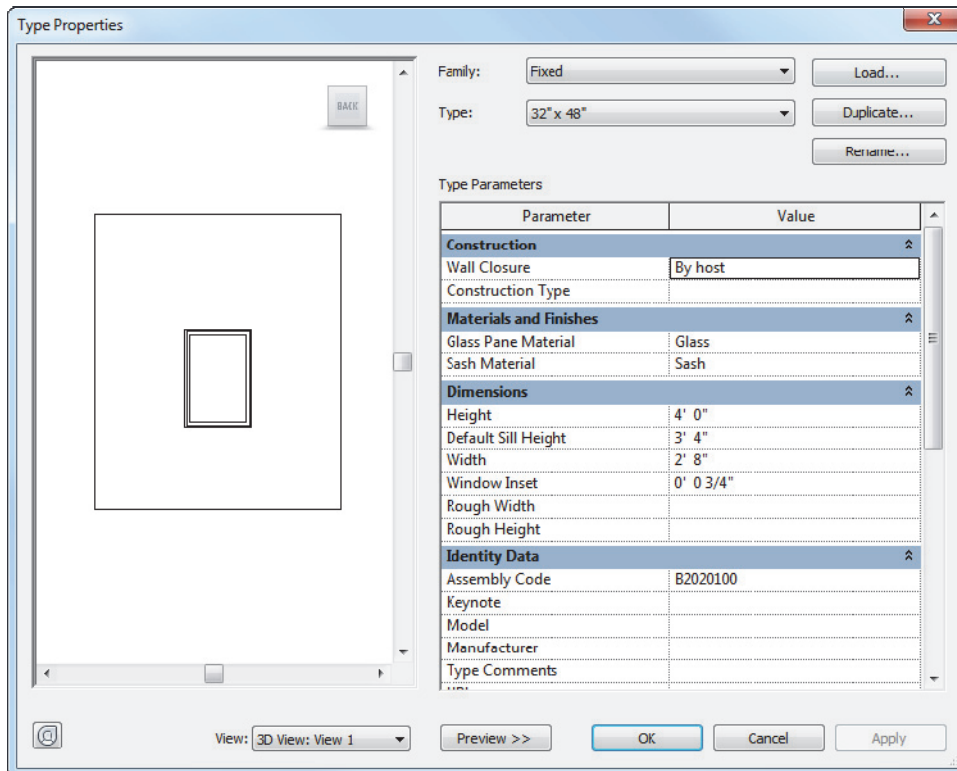 Type Properties
BACK
Family: Fixed Load...
Type: 32" x 48" Duplicate...
Rename...
Type Parameters
Parameter Value
Construction
Wall Closure By host
Construction Type
Materials and Finishes
Glass Pane Material Glass
Sash Material Sash
Dimensions
Height 4' 0"
Default Sill Height 3' 4"
Width 2' 8"
Window Inset 0' 0 3/4"
Rough Width
Rough Height
Identity Data
Assembly Code B2020100
Keynote
Model
Manufacturer
Type Comments
View: 3D View: View 1 Preview >> OK Cancel Apply